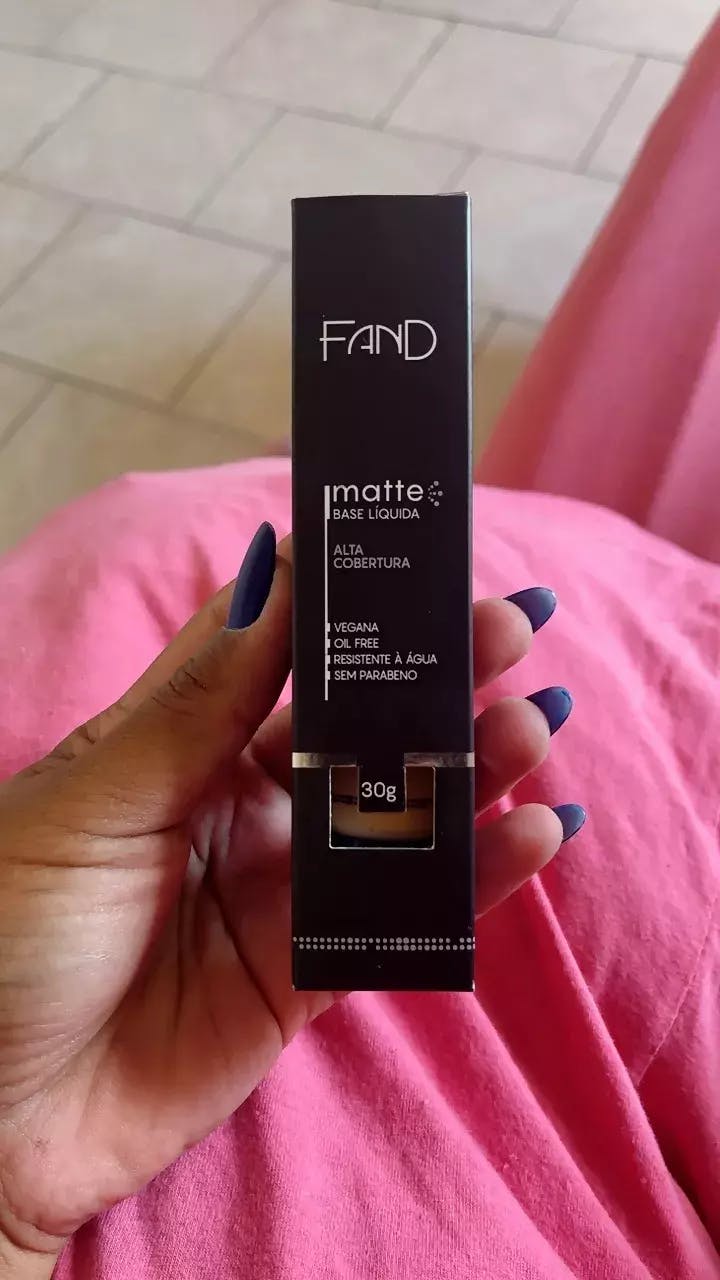 FAND
matte
BASE LÍQUIDA
ALTA
COBERTURA
VEGANA
OIL FREE
RESISTENTE À ÁGUA
SEM PARABENO
30g